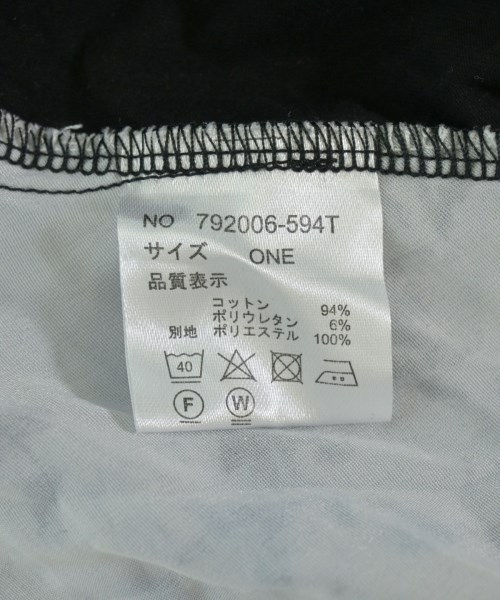 NO 792006-594T
サイズ ONE
品質表示
コットン 94%
ポリウレタン 6%
別地 ポリエステル 100%
40
F W